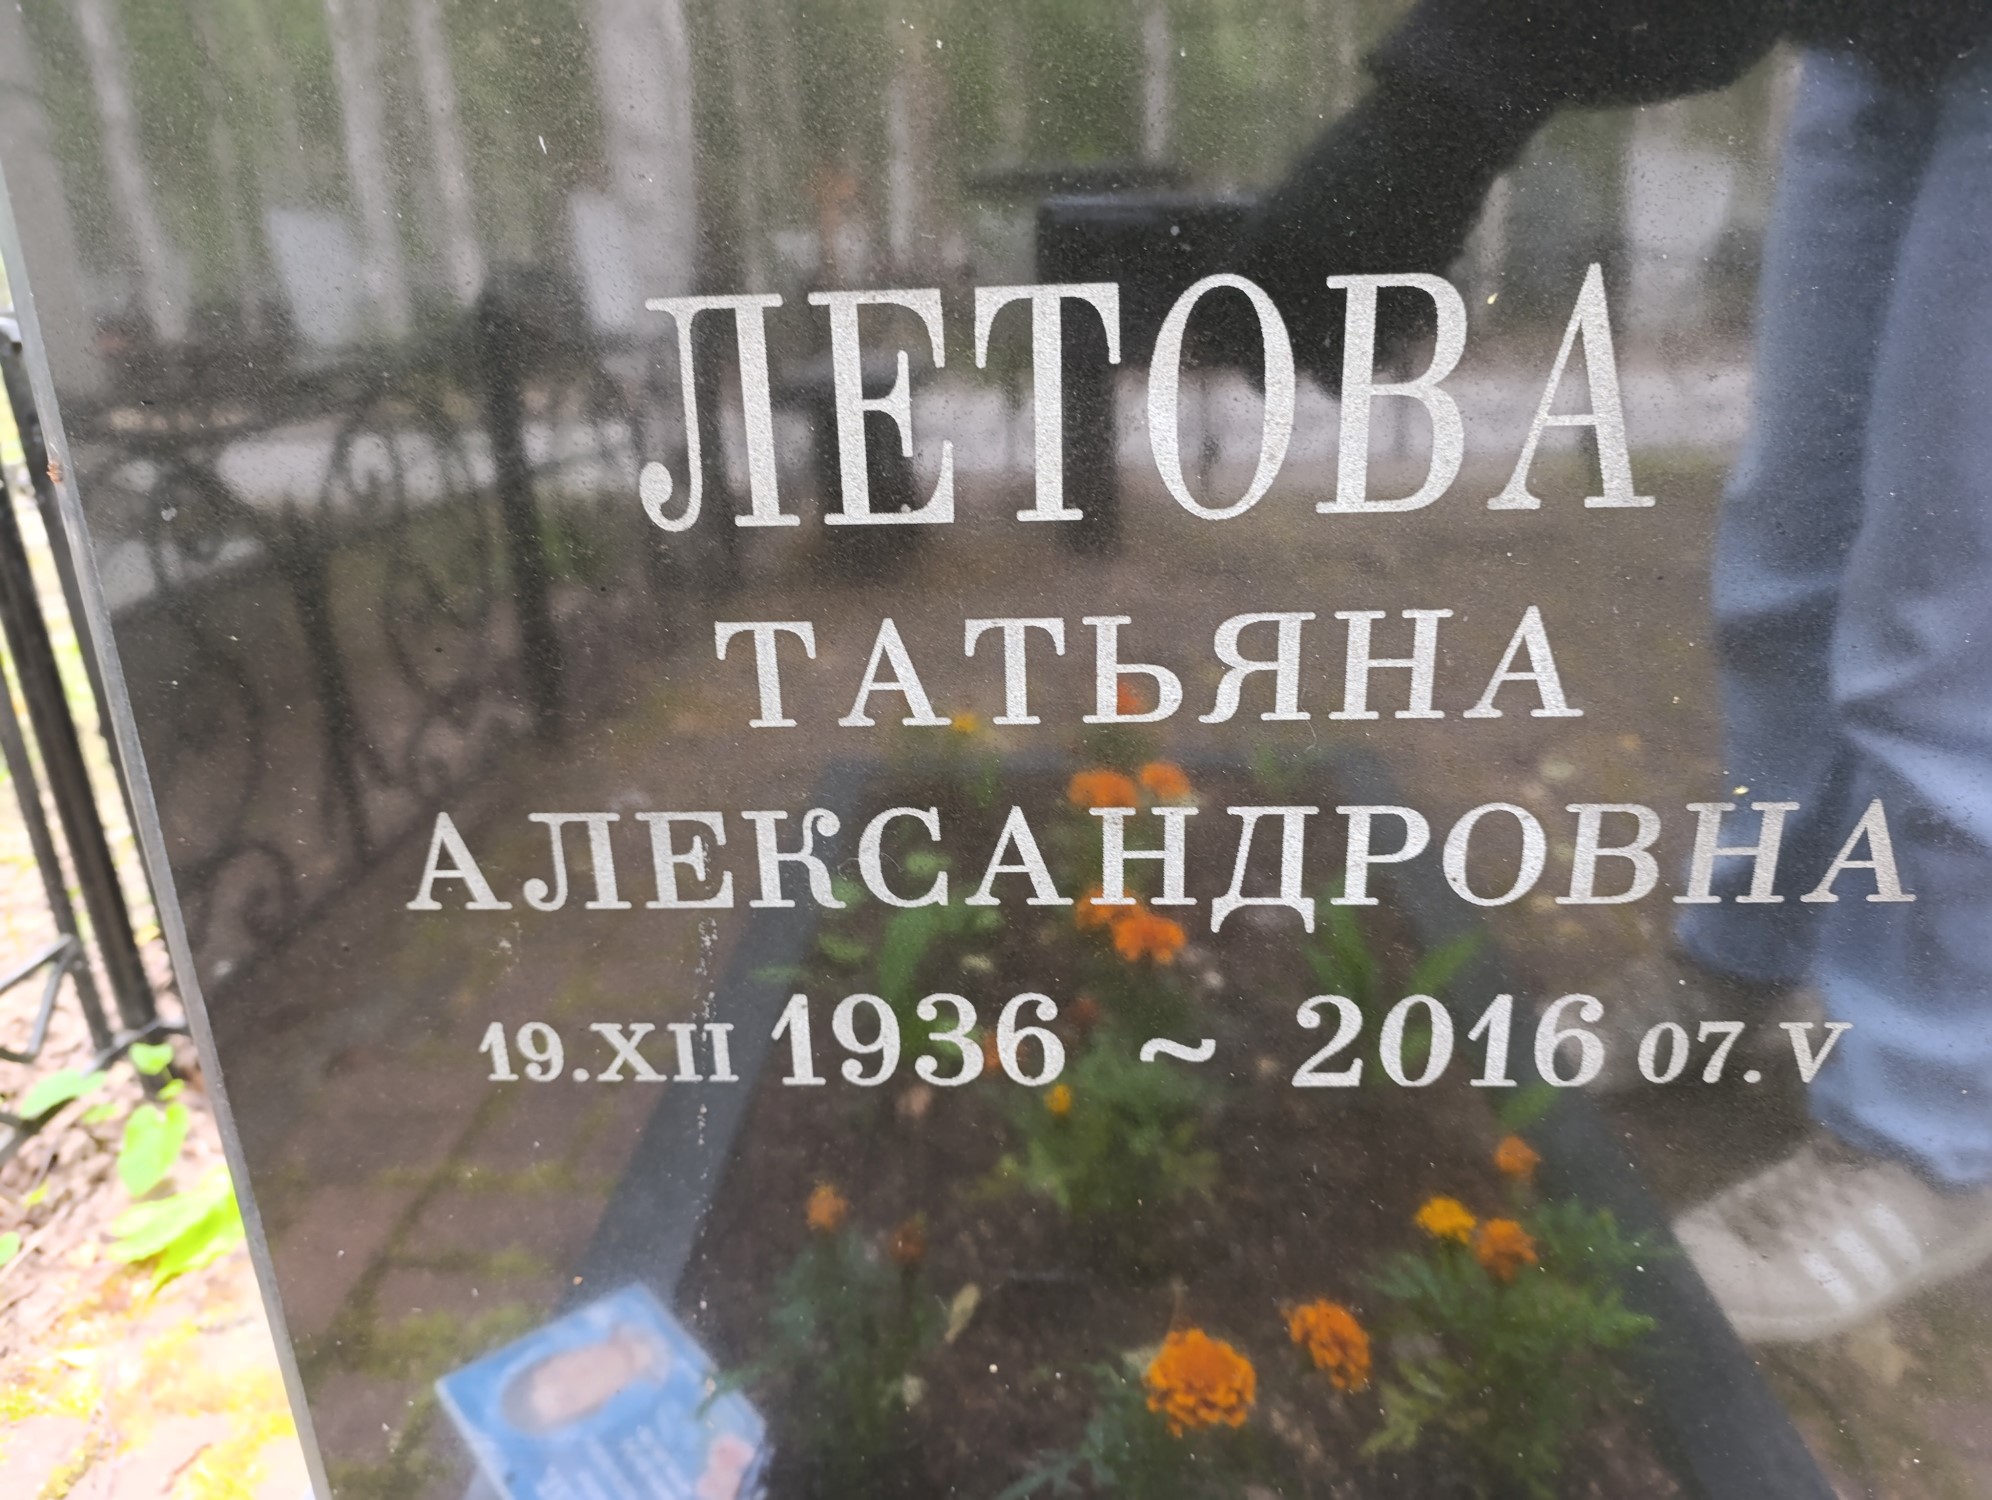 ЛЕТОВА
ТАТЬЯНА
АЛЕКСАНДРОВНА
19.XII 1936 ~ 2016 07.V